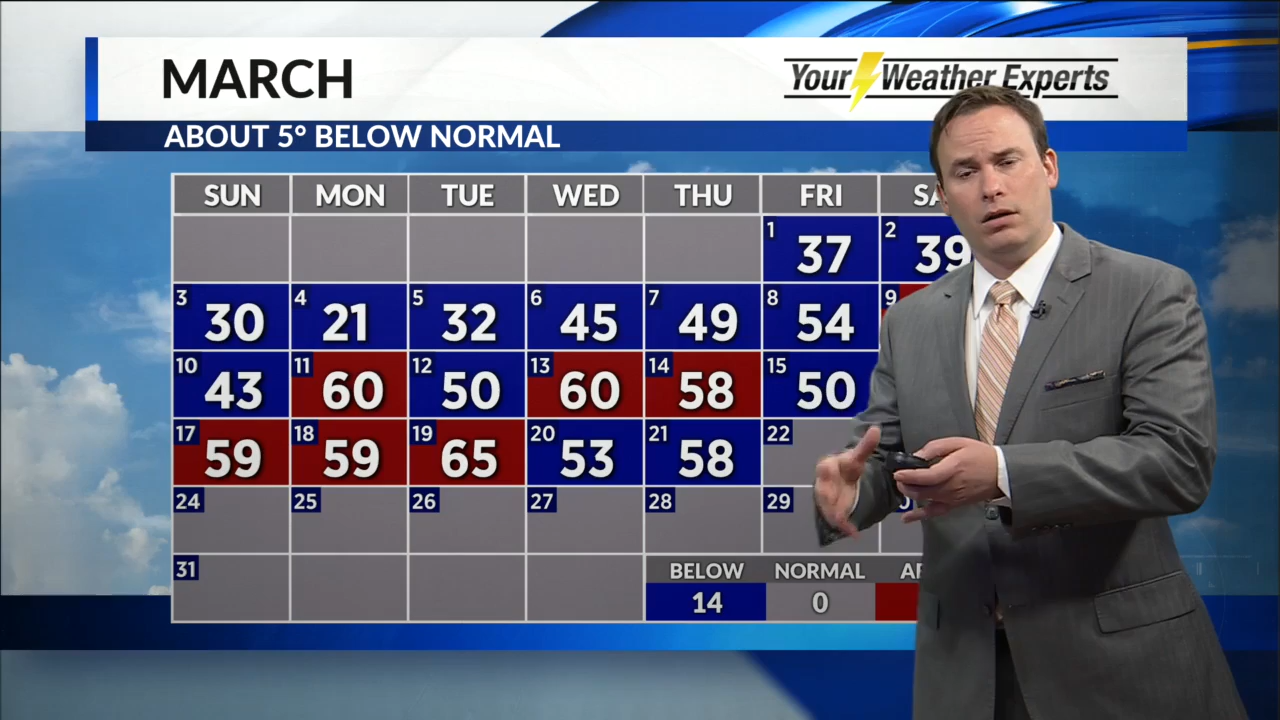 MARCH
Your Weather Experts
ABOUT 5° BELOW NORMAL
SUN MON TUE WED THU FRI
1 37 2 39
3 30 4 21 5 32 6 45 7 49 8 54 9
10 43 11 60 12 50 13 60 14 58 15 50
17 59 18 59 19 65 20 53 21 58 22
24 25 26 27 28 29
31 BELOW NORMAL
14 0